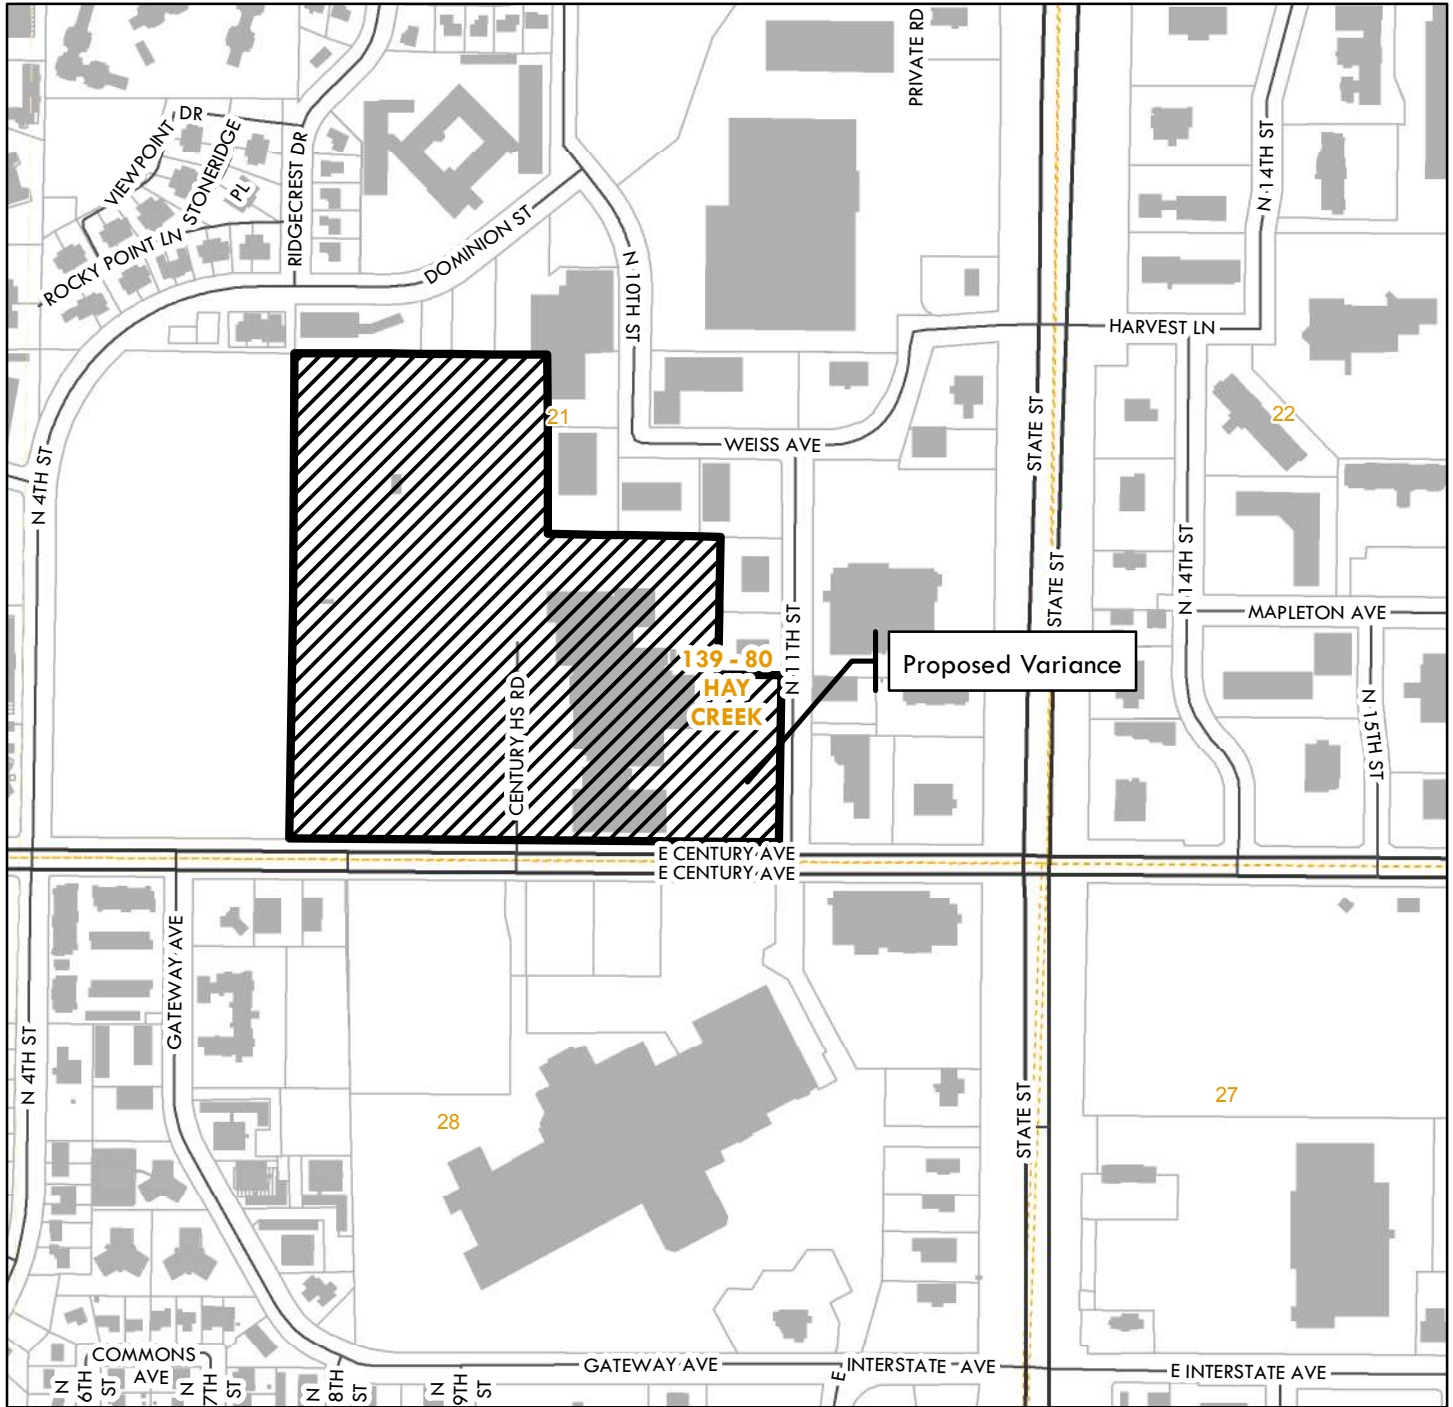 PRIVATE RD
VIEWPOINT DR
STONERIDGE PL
RIDGECREST DR
N 14TH ST
ROCKY POINT LN
DOMINION ST
N 10TH ST
HARVEST LN
21
22
WEISS AVE
STATE ST
N 4TH ST
N 14TH ST
STATE ST
MAPLETON AVE
N 11TH ST
139 - 80
HAY
CREEK
Proposed Variance
CENTURY HS RD
N 15TH ST
E CENTURY AVE
E CENTURY AVE
GATEWAY AVE
N 4TH ST
STATE ST
28
27
COMMONS
AVE
GATEWAY AVE
E INTERSTATE AVE
E INTERSTATE AVE
N 6TH ST
N 7TH ST
N 8TH ST
N 9TH ST
E